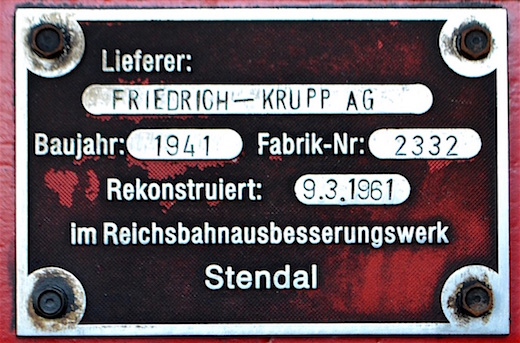 Lieferer:
FRIEDRICH-KRUPP AG
Baujahr: 1941 Fabrik-Nr: 2332
Rekonstruiert: 9.3.1961
im Reichsbahnausbesserungswerk
Stendal